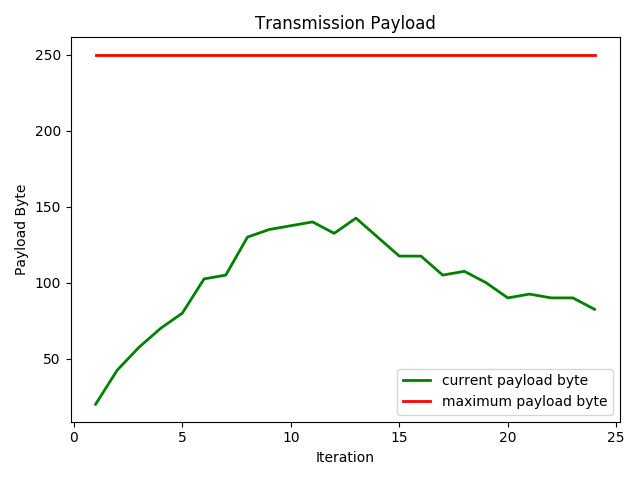 Transmission Payload
250
200
150
100
50
Payload Byte
0
5
10
15
20
25
Iteration
current payload byte
maximum payload byte